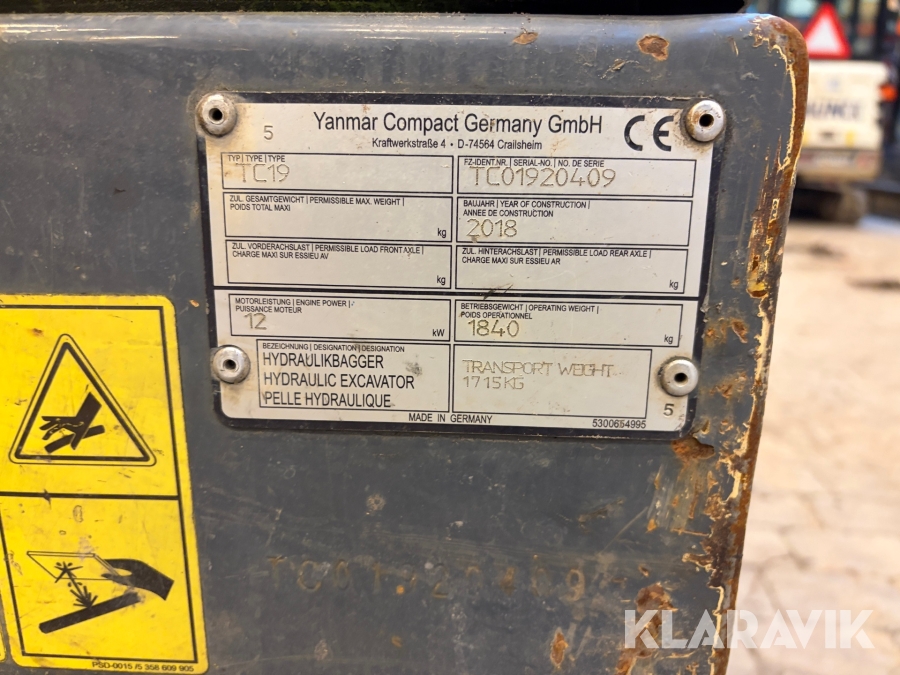 5
Yanmar Compact Germany GmbH
Kraftwerkstraße 4 • D-74564 Crailsheim
CE
TYP | TYPE | TYPE
TC19
FZ-IDENT.NR. | SERIAL-NO. | NO. DE SERIE
TC01920409
ZUL. GESAMTGEWICHT | PERMISSIBLE MAX. WEIGHT |
POIDS TOTAL MAXI
kg
BAUJAHR | YEAR OF CONSTRUCTION |
ANNEE DE CONSTRUCTION
2018
ZUL. VORDERACHSLAST | PERMISSIBLE LOAD FRONT AXLE |
CHARGE MAXI SUR ESSIEU AV
kg
ZUL. HINTERACHSLAST | PERMISSIBLE LOAD REAR AXLE |
CHARGE MAXI SUR ESSIEU AR
kg
MOTORLEISTUNG | ENGINE POWER |
PUISSANCE MOTEUR
12
kW
BETRIEBSGEWICHT | OPERATING WEIGHT |
POIDS OPERATIONNEL
1840
kg
BEZEICHNUNG | DESIGNATION | DESIGNATION
HYDRAULIKBAGGER
HYDRAULIC EXCAVATOR
PELLE HYDRAULIQUE
TRANSPORT WEIGHT
1715KG
5
MADE IN GERMANY
5300654995
TC01920409
PSD-0015 /5 358 609 905
KLARAVIK